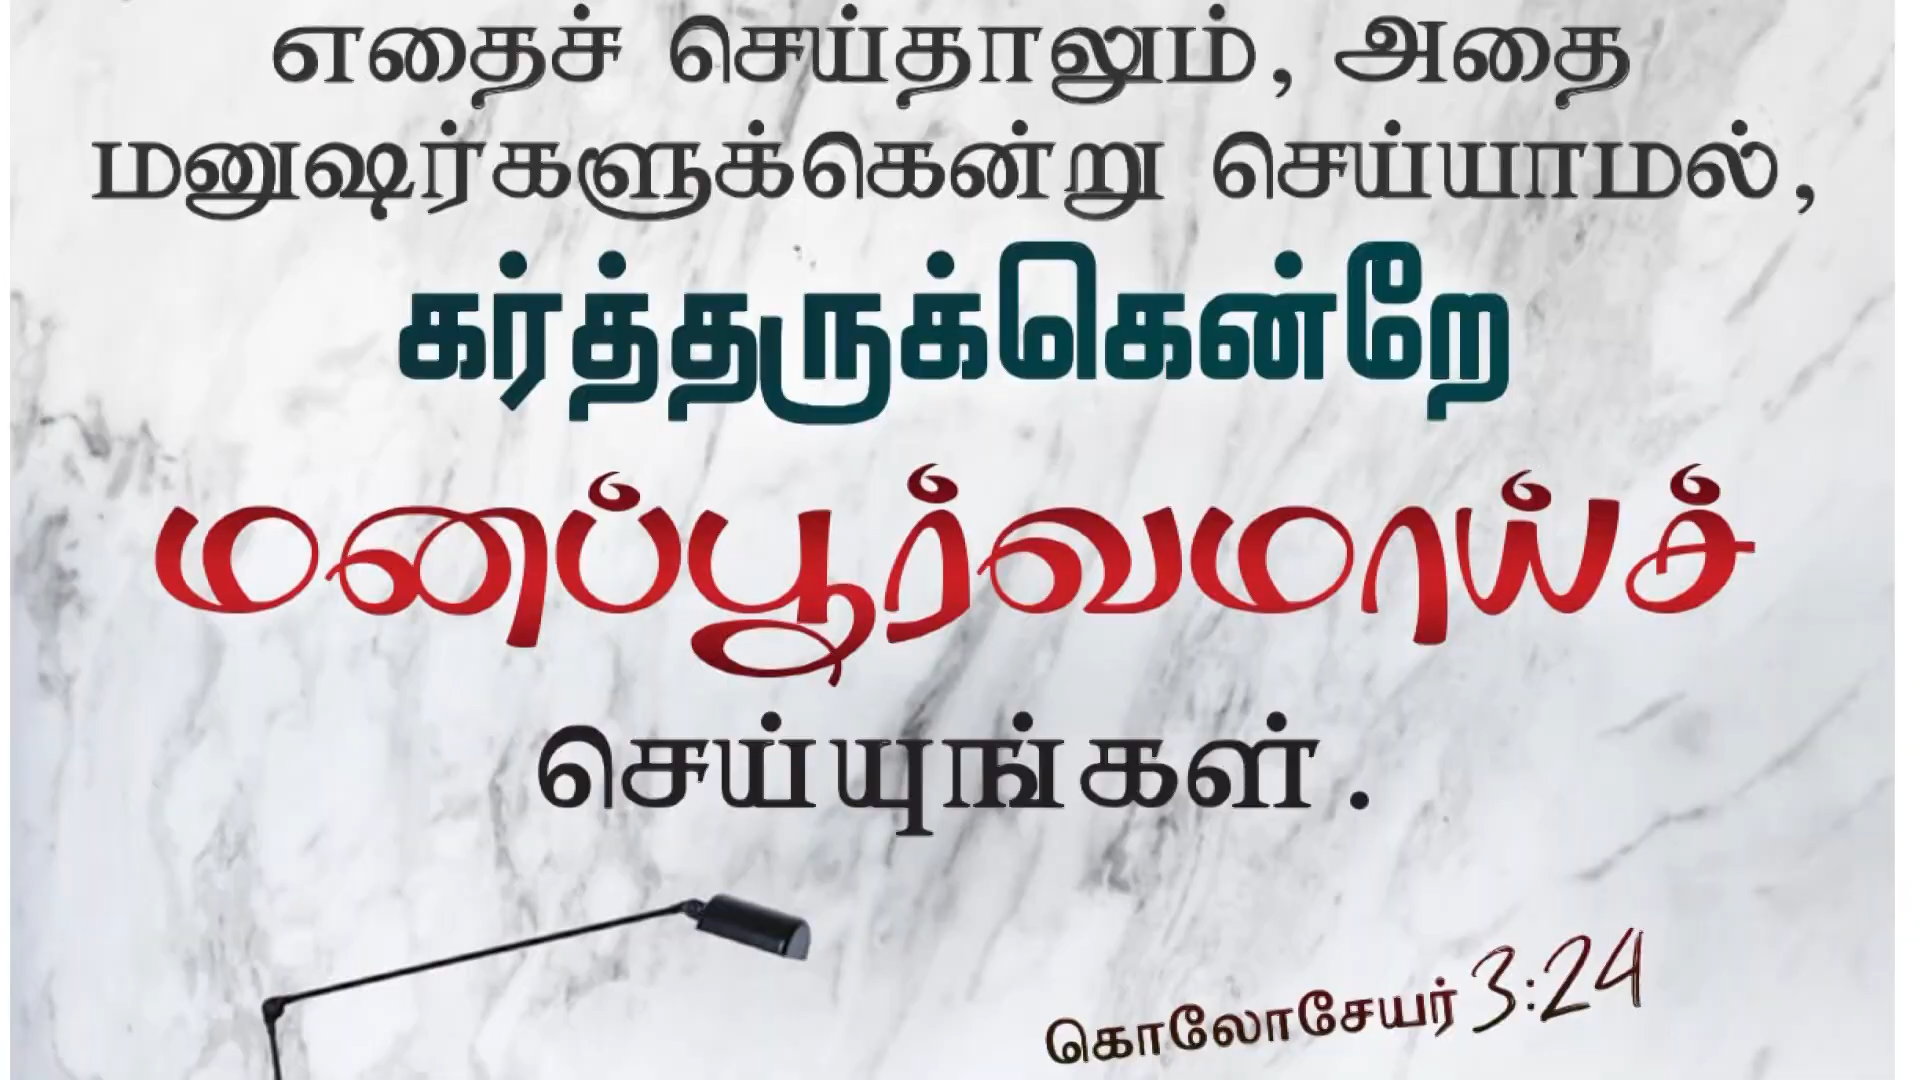 எதைச் செய்தாலும், அதை
மனுஷர்களுக்கென்று செய்யாமல்,
கர்த்தருக்கென்றே
மனப்பூர்வமாய்ச்
செய்யுங்கள்.
கொலோசேயர் 3:24